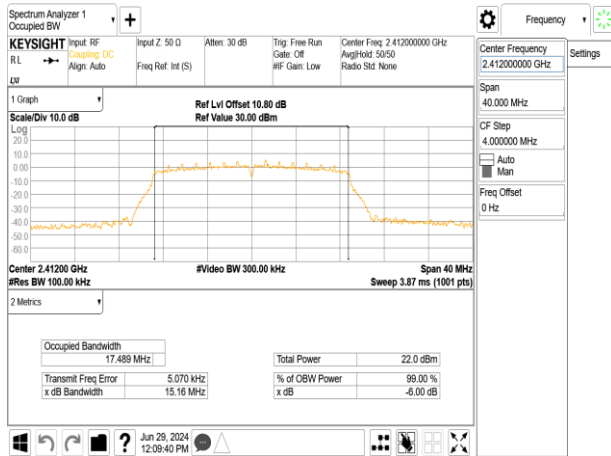 Spectrum Analyzer 1
Occupied BW
Frequency
KEYSIGHT
Input: RF
Coupling: DC
Align: Auto
Input Z: 50 Ω
Freq Ref: Int (S)
Atten: 30 dB
Trig: Free Run
Gate: Off
#IF Gain: Low
Center Freq: 2.412000000 GHz
Avg|Hold: 50/50
Radio Std: None
RL
LXI
Center Frequency
2.412000000 GHz
Settings
Span
40.000 MHz
CF Step
4.000000 MHz
Auto
Man
Freq Offset
0 Hz
1 Graph
Scale/Div 10.0 dB
Ref Lvl Offset 10.80 dB
Ref Value 30.00 dBm
Log
20.0
10.0
0.00
-10.0
-20.0
-30.0
-40.0
-50.0
-60.0
Center 2.41200 GHz
#Video BW 300.00 kHz
Span 40 MHz
#Res BW 100.00 kHz
Sweep 3.87 ms (1001 pts)
2 Metrics
Occupied Bandwidth
17.489 MHz
Total Power
22.0 dBm
Transmit Freq Error
5.070 kHz
% of OBW Power
99.00 %
x dB Bandwidth
15.16 MHz
x dB
-6.00 dB
?
Jun 29, 2024
12:09:40 PM